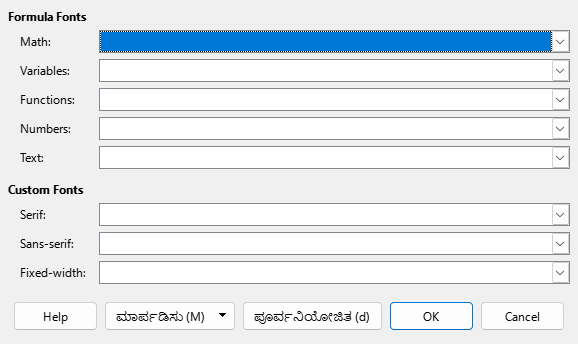 Formula Fonts
Math:
Variables:
Functions:
Numbers:
Text:
Custom Fonts
Serif:
Sans-serif:
Fixed-width:
Help ಮಾರ್ಪಡಿಸು (M) ಪೂರ್ವನಿಯೋಜಿತ (d) OK Cancel